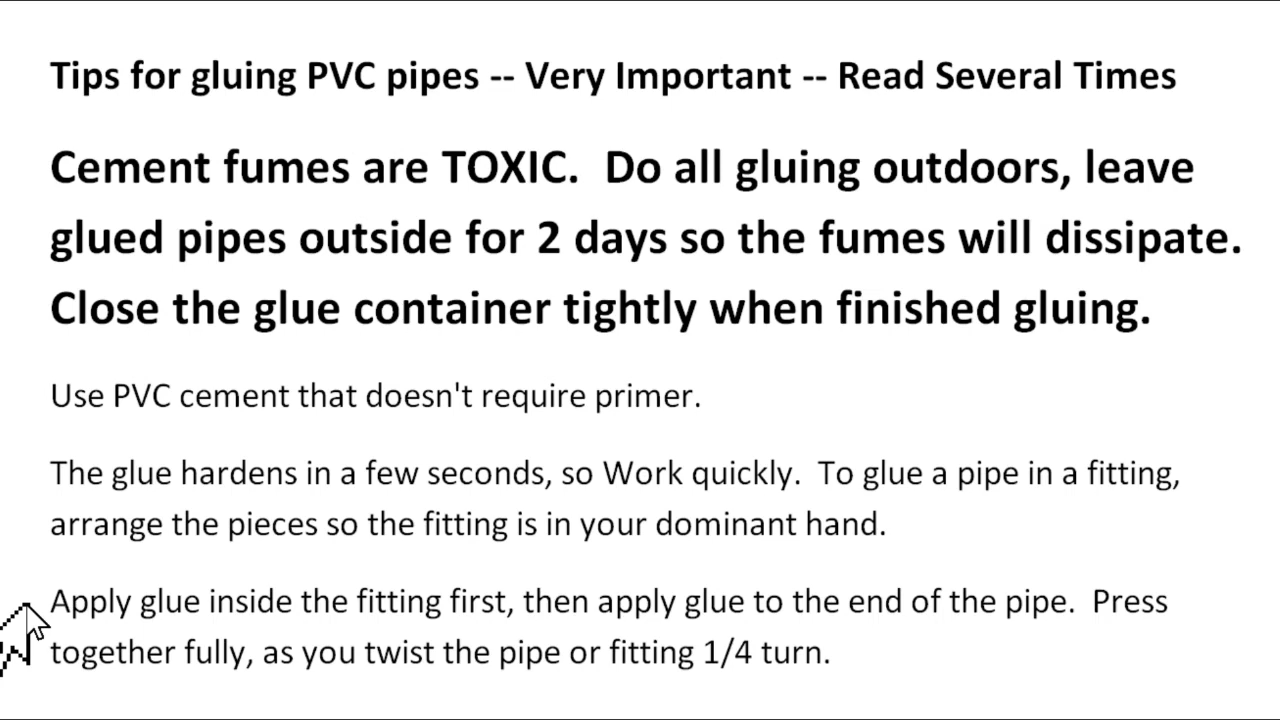 Tips for gluing PVC pipes -- Very Important -- Read Several Times
Cement fumes are TOXIC.  Do all gluing outdoors, leave
glued pipes outside for 2 days so the fumes will dissipate.
Close the glue container tightly when finished gluing.
Use PVC cement that doesn't require primer.
The glue hardens in a few seconds, so Work quickly.  To glue a pipe in a fitting,
arrange the pieces so the fitting is in your dominant hand.
Apply glue inside the fitting first, then apply glue to the end of the pipe.  Press
together fully, as you twist the pipe or fitting 1/4 turn.